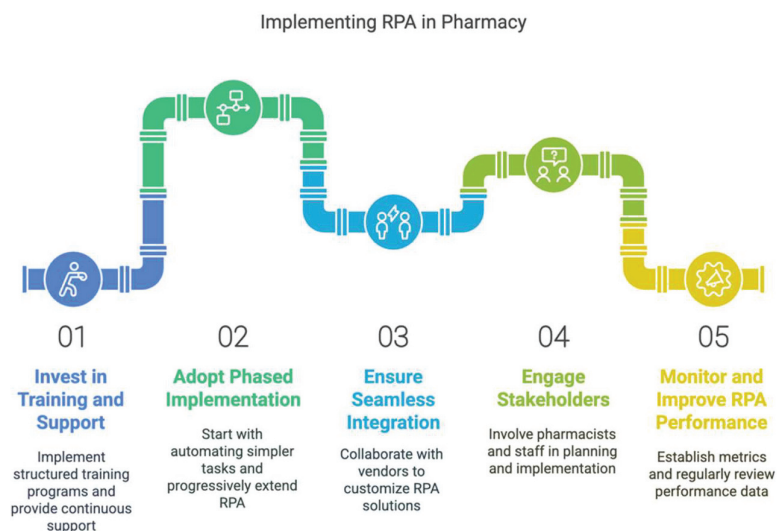 Implementing RPA in Pharmacy
?
01
Invest in
Training and
Support
Implement
structured training
programs and
provide continuous
support
02
Adopt Phased
Implementation
Start with
automating simpler
tasks and
progressively extend
RPA
03
Ensure
Seamless
Integration
Collaborate with
vendors to
customize RPA
solutions
04
Engage
Stakeholders
Involve pharmacists
and staff in planning
and implementation
05
Monitor and
Improve RPA
Performance
Establish metrics
and regularly review
performance data